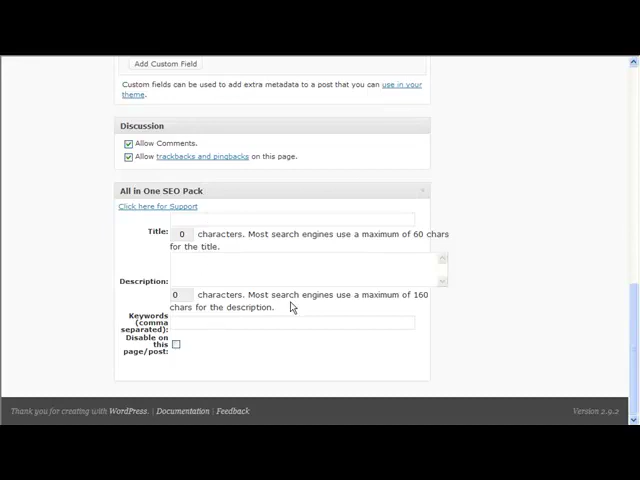 Add Custom Field
Custom fields can be used to add extra metadata to a post that you can use in your
theme.
Discussion
Allow Comments.
Allow trackbacks and pingbacks on this page.
All in One SEO Pack
Click here for Support
Title:
0 characters. Most search engines use a maximum of 60 chars
for the title.
Description:
0 characters. Most search engines use a maximum of 160
chars for the description.
Keywords
(comma
separated):
Disable on
this
page/post:
Thank you for creating with WordPress. | Documentation | Feedback
Version 2.9.2